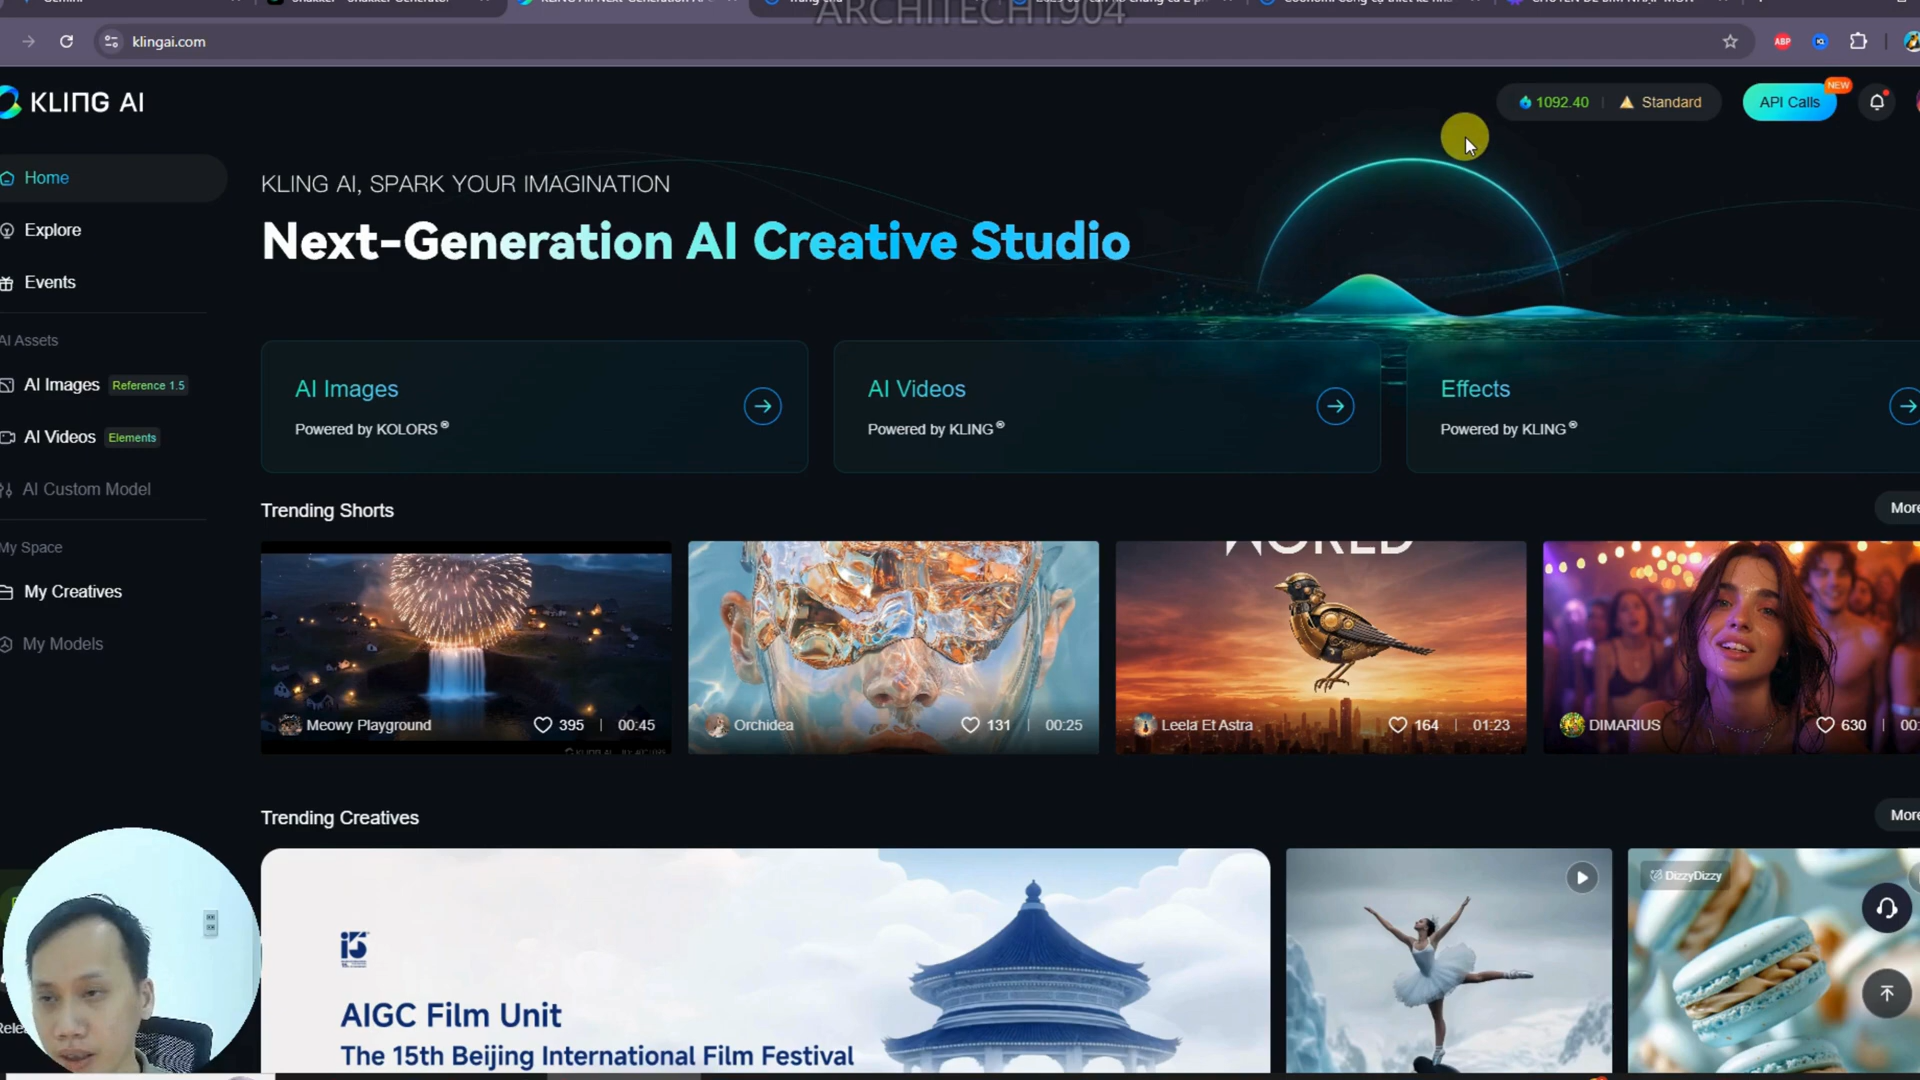 ARCHITECH1904
klingai.com
ABP
KLING AI
1092.40
Standard
API Calls
NEW
Home
Explore
Events
AI Assets
AI Images
Reference 1.5
AI Videos
Elements
AI Custom Model
My Space
My Creatives
My Models
KLING AI, SPARK YOUR IMAGINATION
Next-Generation AI Creative Studio
AI Images
Powered by KOLORS®
AI Videos
Powered by KLING®
Effects
Powered by KLING®
Trending Shorts
More
WORLD
Meowy Playground
395
00:45
Orchidea
131
00:25
Leela Et Astra
164
01:23
DIMARIUS
630
00:
Trending Creatives
More
AIGC Film Unit
The 15th Beijing International Film Festival
DizzyDizzy